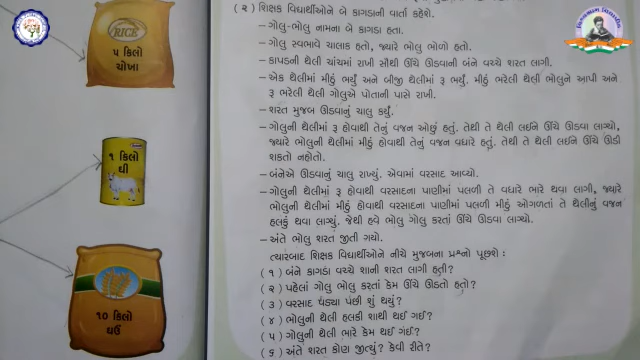 RICE
૫ કિલો
ચોખા
૧ કિલો
ઘી
૧૦ કિલો
ઘઉં
(૨) શિક્ષક વિદ્યાર્થીઓને બે કાગડાની વાર્તા કહેશે.
– ગોલુ-ભોલુ નામના બે કાગડા હતા.
– ગોલુ સ્વભાવે ચાલાક હતો, જ્યારે ભોલુ ભોળો હતો.
– કાપડની થેલી ચાંચમાં રાખી સૌથી ઊંચે ઊડવાની બંને વચ્ચે શરત લાગી.
– એક થેલીમાં મીઠું ભર્યું અને બીજી થેલીમાં રૂ ભર્યું. મીઠું ભરેલી થેલી ભોલુને આપી અને
રૂ ભરેલી થેલી ગોલુએ પોતાની પાસે રાખી.
– શરત મુજબ ઊડવાનું ચાલુ કર્યું.
– ગોલુની થેલીમાં રૂ હોવાથી તેનું વજન ઓછું હતું. તેથી તે થેલી લઈને ઊંચે ઊડવા લાગ્યો,
જ્યારે ભોલુની થેલીમાં મીઠું હોવાથી તેનું વજન વધારે હતું. તેથી તે થેલી લઈને ઊંચે ઊડી
શકતો નહોતો.
– બંનેએ ઊડવાનું ચાલુ રાખ્યું. એવામાં વરસાદ આવ્યો.
– ગોલુની થેલીમાં રૂ હોવાથી વરસાદના પાણીમાં પલળી તે વધારે ભારે થવા લાગી, જ્યારે
ભોલુની થેલીમાં મીઠું હોવાથી વરસાદના પાણીમાં પલળી મીઠું ઓગળતાં તે થેલીનું વજન
હલકું થવા લાગ્યું. જેથી હવે ભોલુ ગોલુ કરતાં ઊંચે ઊડવા લાગ્યો.
– અંતે ભોલુ શરત જીતી ગયો.
ત્યારબાદ શિક્ષક વિદ્યાર્થીઓને નીચે મુજબના પ્રશ્નો પૂછશે :
(૧) બંને કાગડા વચ્ચે શાની શરત લાગી હતી?
(૨) પહેલાં ગોલુ ભોલુ કરતાં કેમ ઊંચે ઊડતો હતો?
(૩) વરસાદ પડ્યા પછી શું થયું?
(૪) ભોલુની થેલી હલકી શાથી થઈ ગઈ?
(૫) ગોલુની થેલી ભારે કેમ થઈ ગઈ?
(૬) અંતે શરત કોણ જીત્યું? કેવી રીતે?